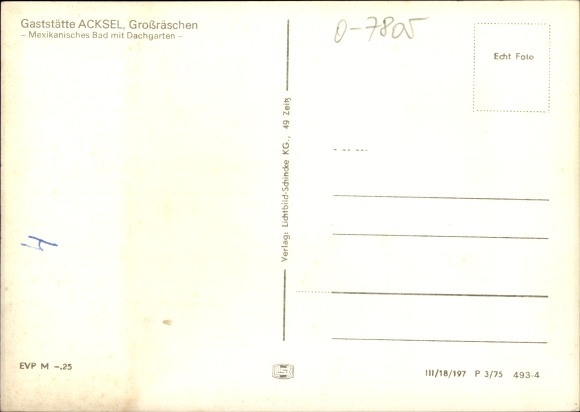 Gaststätte ACKSEL, Großräschen
– Mexikanisches Bad mit Dachgarten –
0-7805
Echt Foto
Verlag: Lichtbild-Schincke KG., 49 Zeitz
4
EVP M –.25
III/18/197 P 3/75 493-4